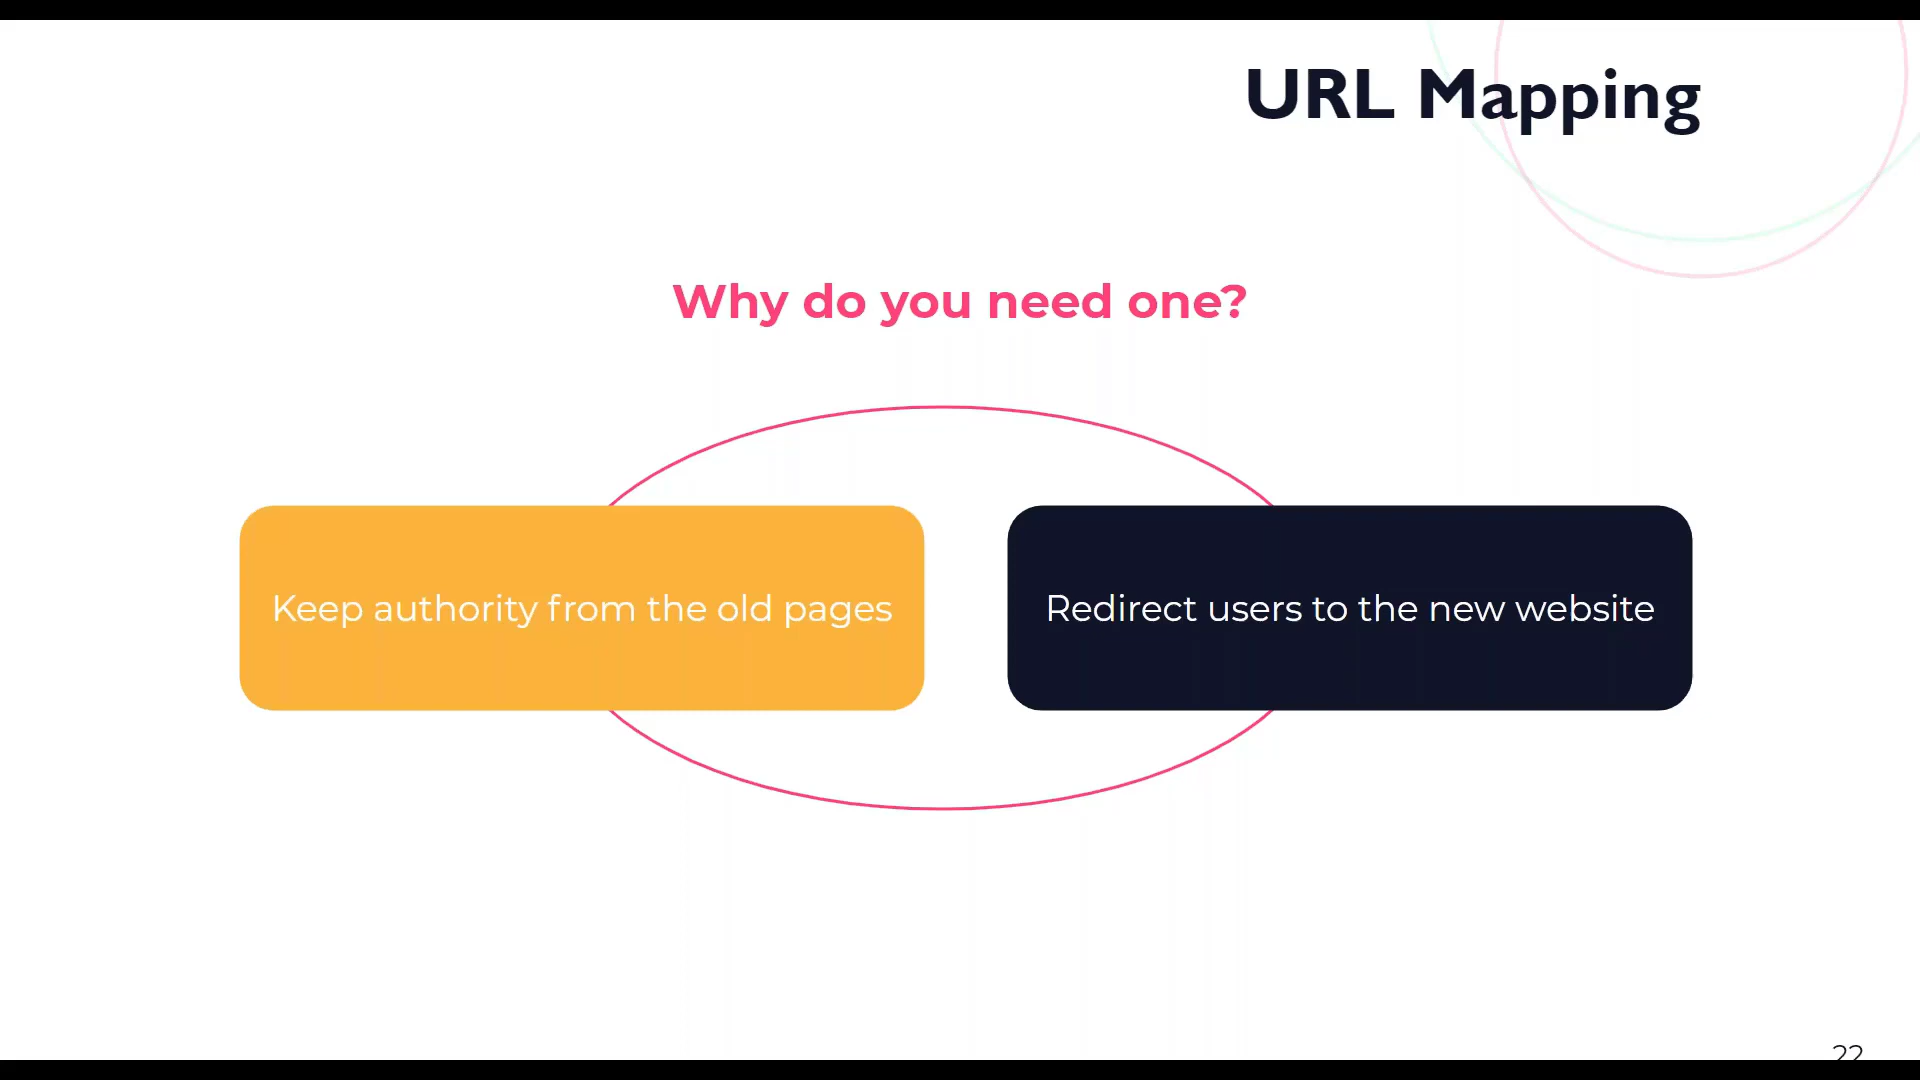 URL Mapping
Why do you need one?
Keep authority from the old pages
Redirect users to the new website
22